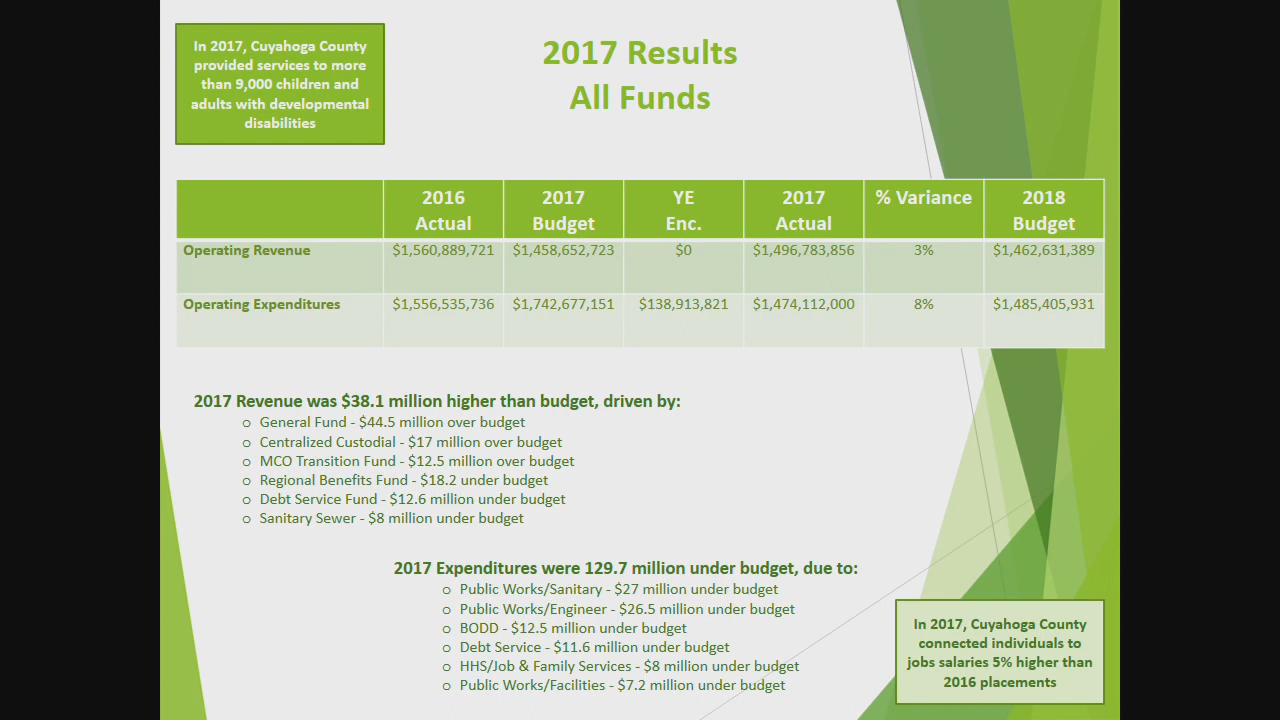 In 2017, Cuyahoga County
provided services to more
than 9,000 children and
adults with developmental
disabilities
2017 Results
All Funds
2016 Actual 2017 Budget YE Enc. 2017 Actual % Variance 2018 Budget
Operating Revenue $1,560,889,721 $1,458,652,723 $0 $1,496,783,856 3% $1,462,631,389
Operating Expenditures $1,556,535,736 $1,742,677,151 $138,913,821 $1,474,112,000 8% $1,485,405,931
2017 Revenue was $38.1 million higher than budget, driven by:
o General Fund - $44.5 million over budget
o Centralized Custodial - $17 million over budget
o MCO Transition Fund - $12.5 million over budget
o Regional Benefits Fund - $18.2 under budget
o Debt Service Fund - $12.6 million under budget
o Sanitary Sewer - $8 million under budget
2017 Expenditures were 129.7 million under budget, due to:
o Public Works/Sanitary - $27 million under budget
o Public Works/Engineer - $26.5 million under budget
o BODD - $12.5 million under budget
o Debt Service - $11.6 million under budget
o HHS/Job & Family Services - $8 million under budget
o Public Works/Facilities - $7.2 million under budget
In 2017, Cuyahoga County
connected individuals to
jobs salaries 5% higher than
2016 placements